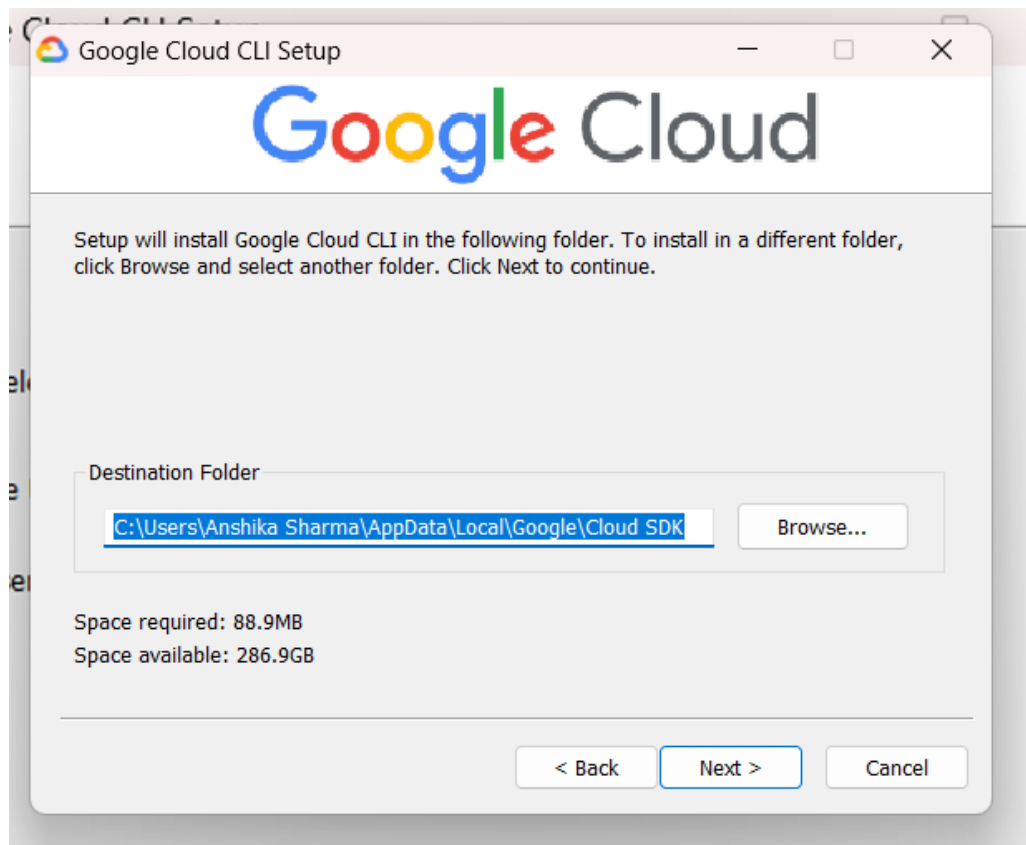 Google Cloud CLI Setup
Google Cloud
Setup will install Google Cloud CLI in the following folder. To install in a different folder,
click Browse and select another folder. Click Next to continue.
Destination Folder
C:\Users\Anshika Sharma\AppData\Local\Google\Cloud SDK
Browse...
Space required: 88.9MB
Space available: 286.9GB
< Back
Next >
Cancel